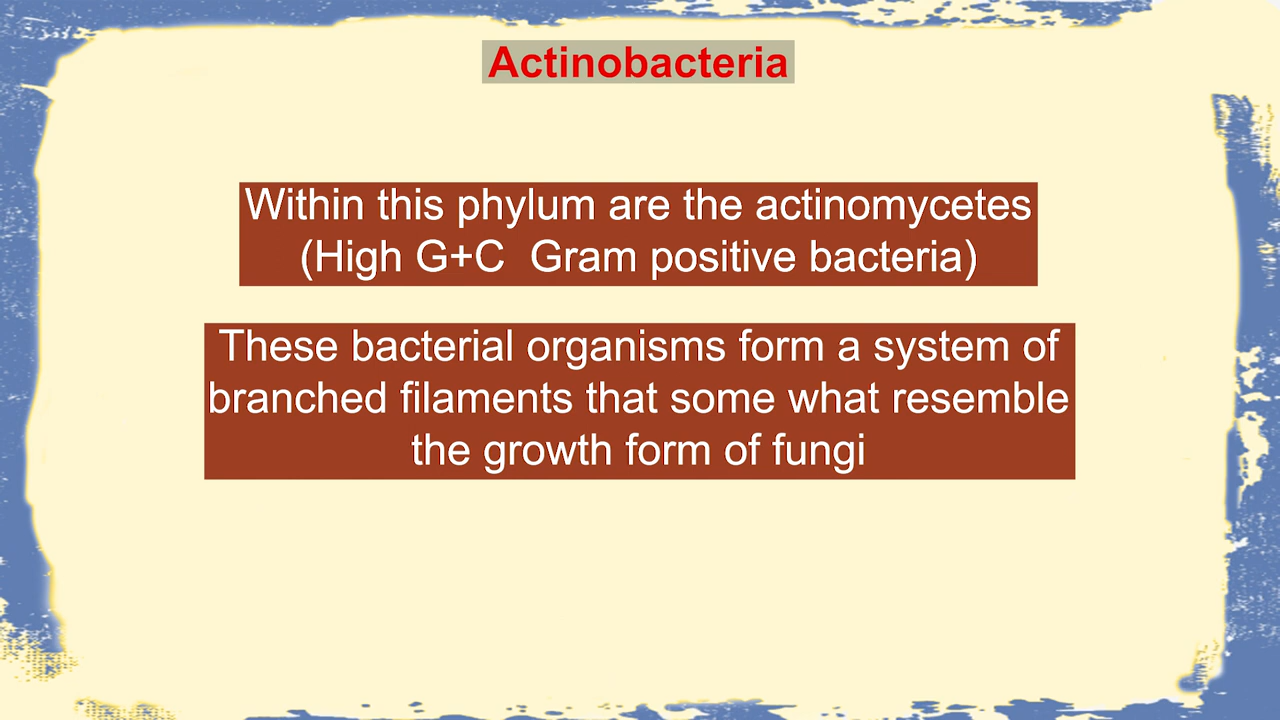 Actinobacteria
Within this phylum are the actinomycetes
(High G+C  Gram positive bacteria)
These bacterial organisms form a system of
branched filaments that some what resemble
the growth form of fungi